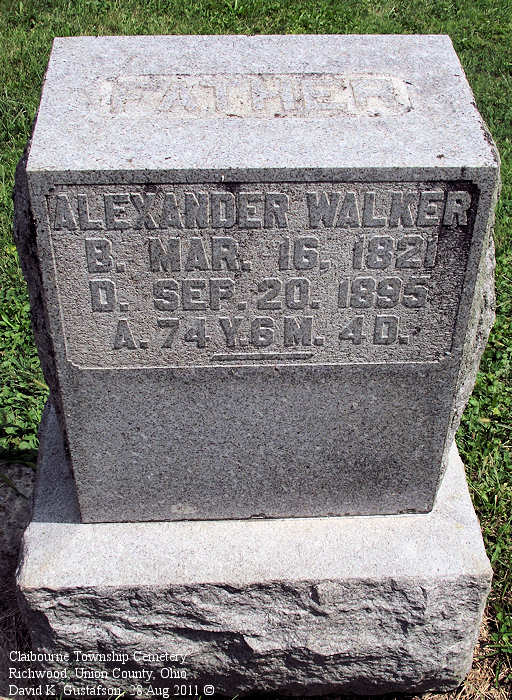 FATHER
ALEXANDER WALKER
B. MAR. 16. 1821
D. SEP. 20. 1895
A. 74 Y. 6 M. 4 D.
Claibourne Township Cemetery
Richwood, Union County, Ohio
David K. Gustafson, 28 Aug 2011 ©